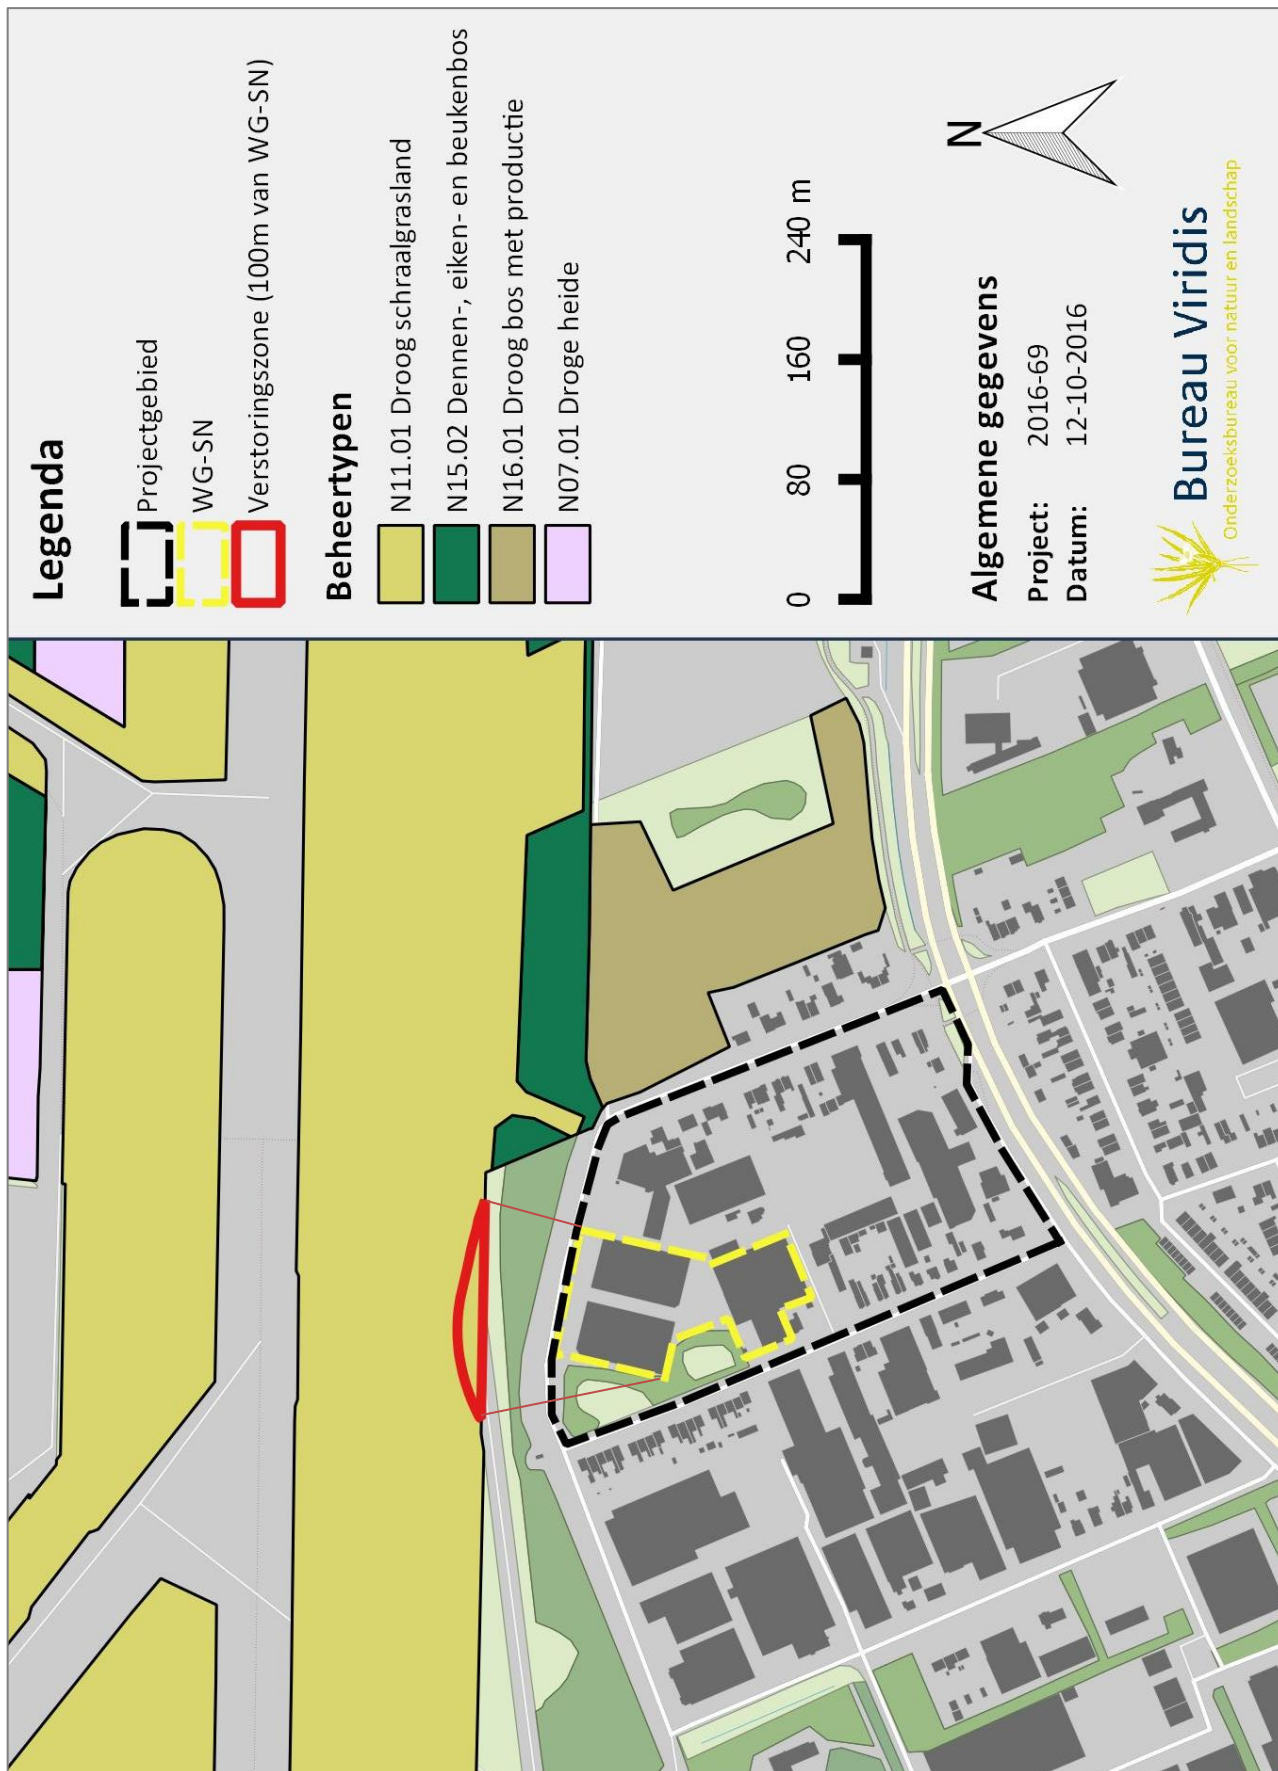 Legenda
Projectgebied
WG-SN
Verstoringszone (100m van WG-SN)
Beheertypen
N11.01 Droog schraalgrasland
N15.02 Dennen-, eiken- en beukenbos
N16.01 Droog bos met productie
N07.01 Droge heide
0 80 160 240 m
N
Algemene gegevens
Project: 2016-69
Datum: 12-10-2016
Bureau Viridis
Onderzoeksbureau voor natuur en landschap